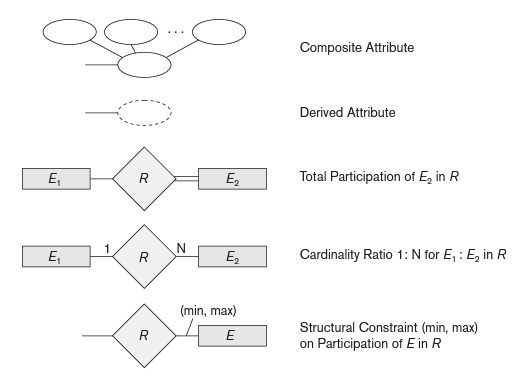 ...
Composite Attribute
Derived Attribute
E₁ R E₂ Total Participation of E₂ in R
E₁ 1 R N E₂ Cardinality Ratio 1: N for E₁ : E₂ in R
(min, max)
R E
Structural Constraint (min, max)
on Participation of E in R